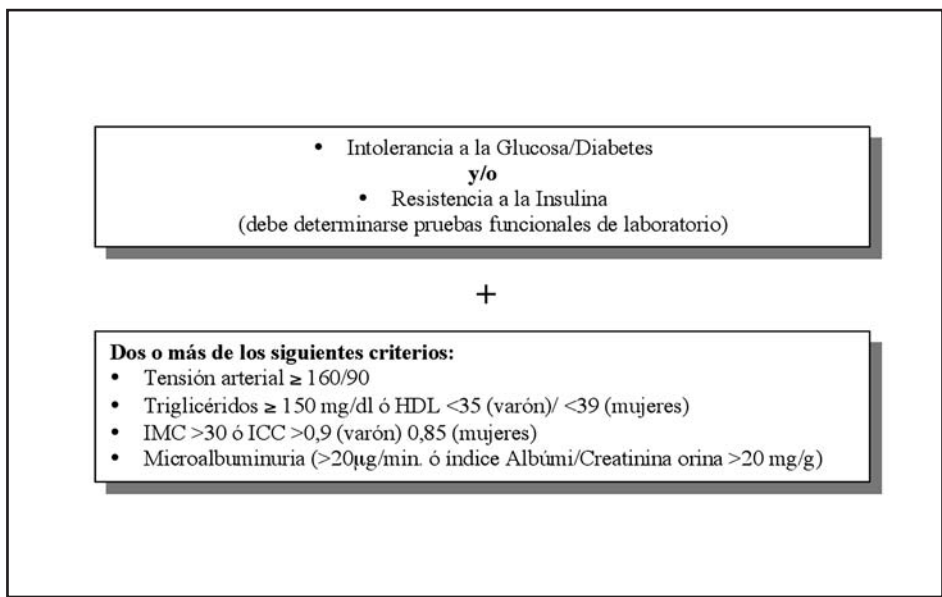 • Intolerancia a la Glucosa/Diabetes
y/o
• Resistencia a la Insulina
(debe determinarse pruebas funcionales de laboratorio)
+
Dos o más de los siguientes criterios:
• Tensión arterial ≥ 160/90
• Triglicéridos ≥ 150 mg/dl ó HDL <35 (varón)/ <39 (mujeres)
• IMC >30 ó ICC >0,9 (varón) 0,85 (mujeres)
• Microalbuminuria (>20µg/min. ó índice Albúmi/Creatinina orina >20 mg/g)